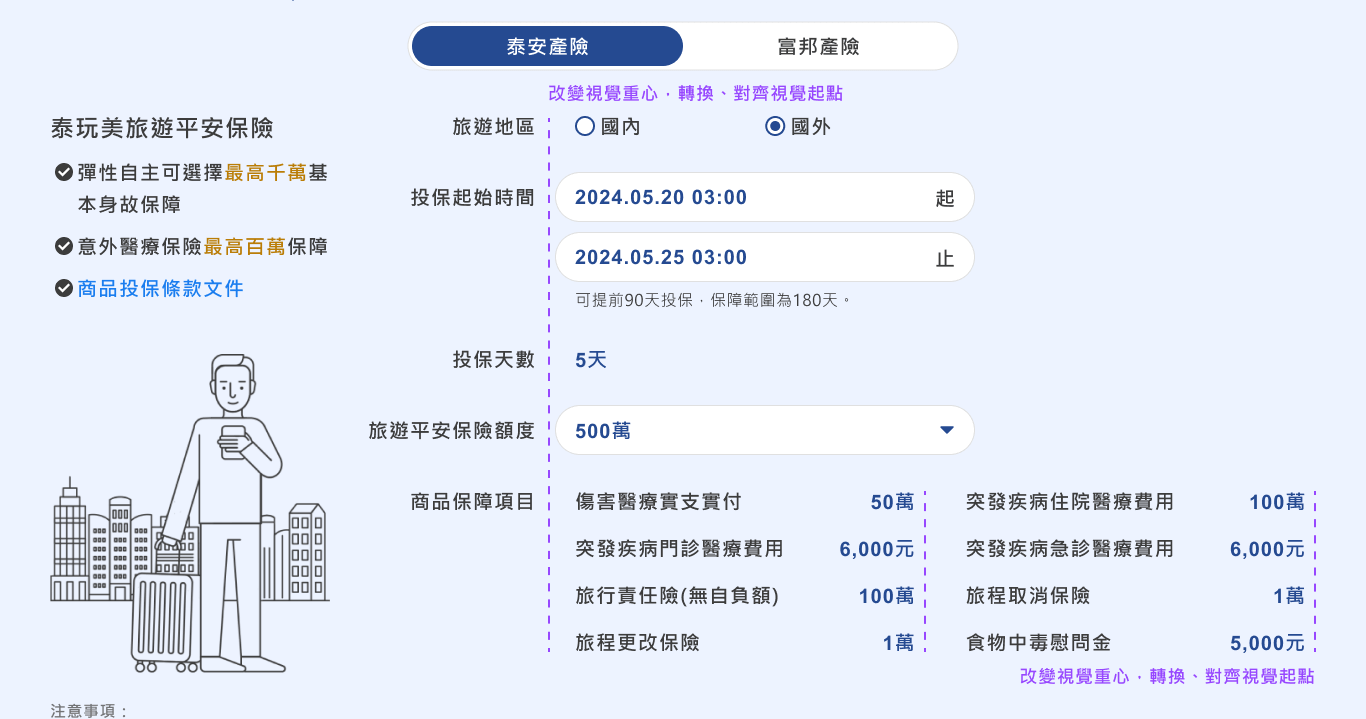 泰安產險
富邦產險
改變視覺重心．轉換、對齊視覺起點
泰玩美旅遊平安保險
彈性自主可選擇最高千萬基
本身故保障
意外醫療保險最高百萬保障
商品投保條款文件
旅遊地區
國內
國外
投保起始時間
2024.05.20 03:00 起
2024.05.25 03:00 止
可提前90天投保．保障範圍為180天。
投保天數
5天
旅遊平安保險額度
500萬
商品保障項目
傷害醫療實支實付 50萬
突發疾病住院醫療費用 100萬
突發疾病門診醫療費用 6,000元
突發疾病急診醫療費用 6,000元
旅行責任險(無自負額) 100萬
旅程取消保險 1萬
旅程更改保險 1萬
食物中毒慰問金 5,000元
改變視覺重心．轉換、對齊視覺起點
注意事項：